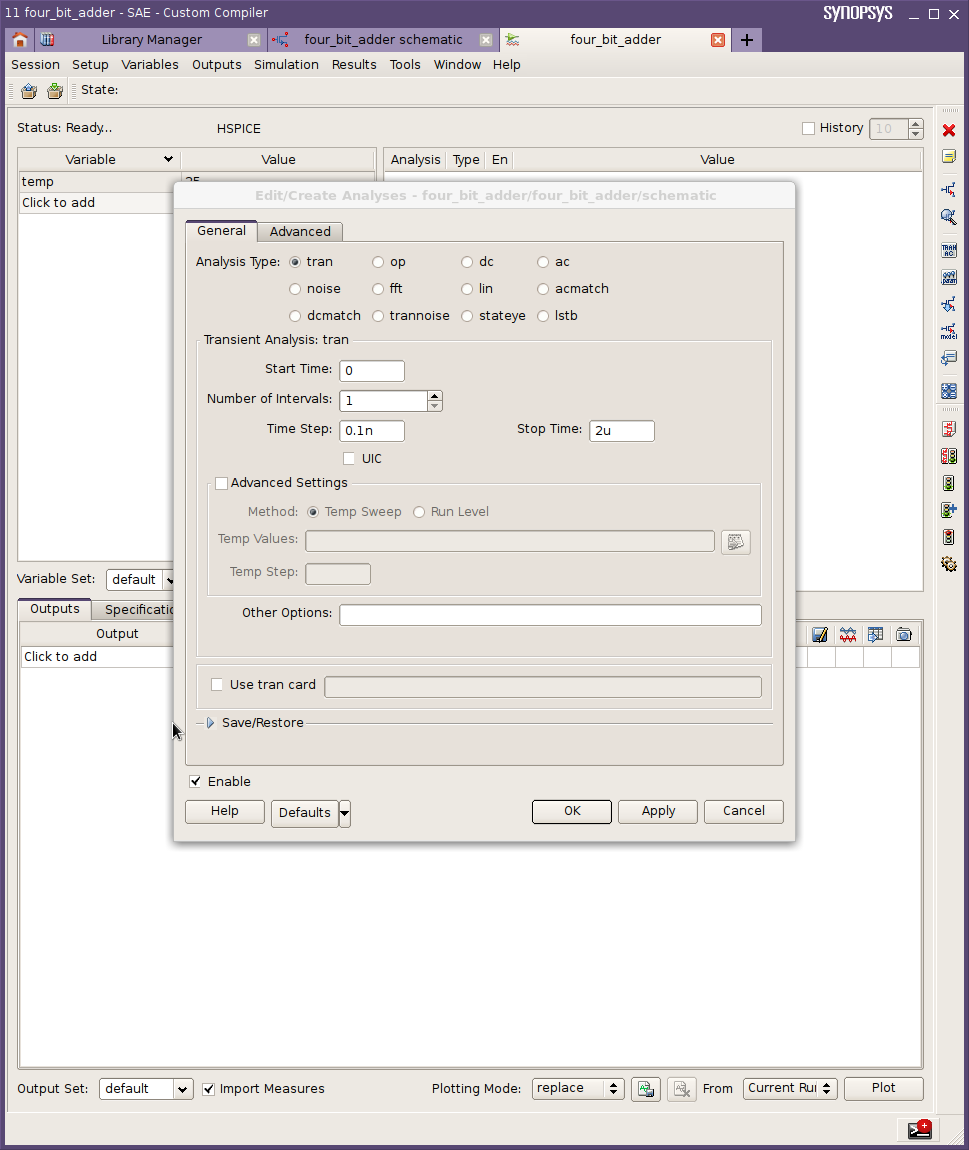 11 four_bit_adder - SAE - Custom Compiler
SYNOPSYS
Library Manager
four_bit_adder schematic
four_bit_adder
Session Setup Variables Outputs Simulation Results Tools Window Help
State:
Status: Ready...
HSPICE
History 10
Variable Value
Analysis Type En Value
temp
Click to add
Edit/Create Analyses - four_bit_adder/four_bit_adder/schematic
General Advanced
Analysis Type: tran op dc ac
noise fft lin acmatch
dcmatch trannoise stateye lstb
Transient Analysis: tran
Start Time: 0
Number of Intervals: 1
Time Step: 0.1n Stop Time: 2u
UIC
Advanced Settings
Method: Temp Sweep Run Level
Temp Values:
Temp Step:
Other Options:
Use tran card
Save/Restore
Enable
Help Defaults OK Apply Cancel
Variable Set: default
Outputs Specificatio
Output
Click to add
Output Set: default Import Measures Plotting Mode: replace From Current Rui Plot